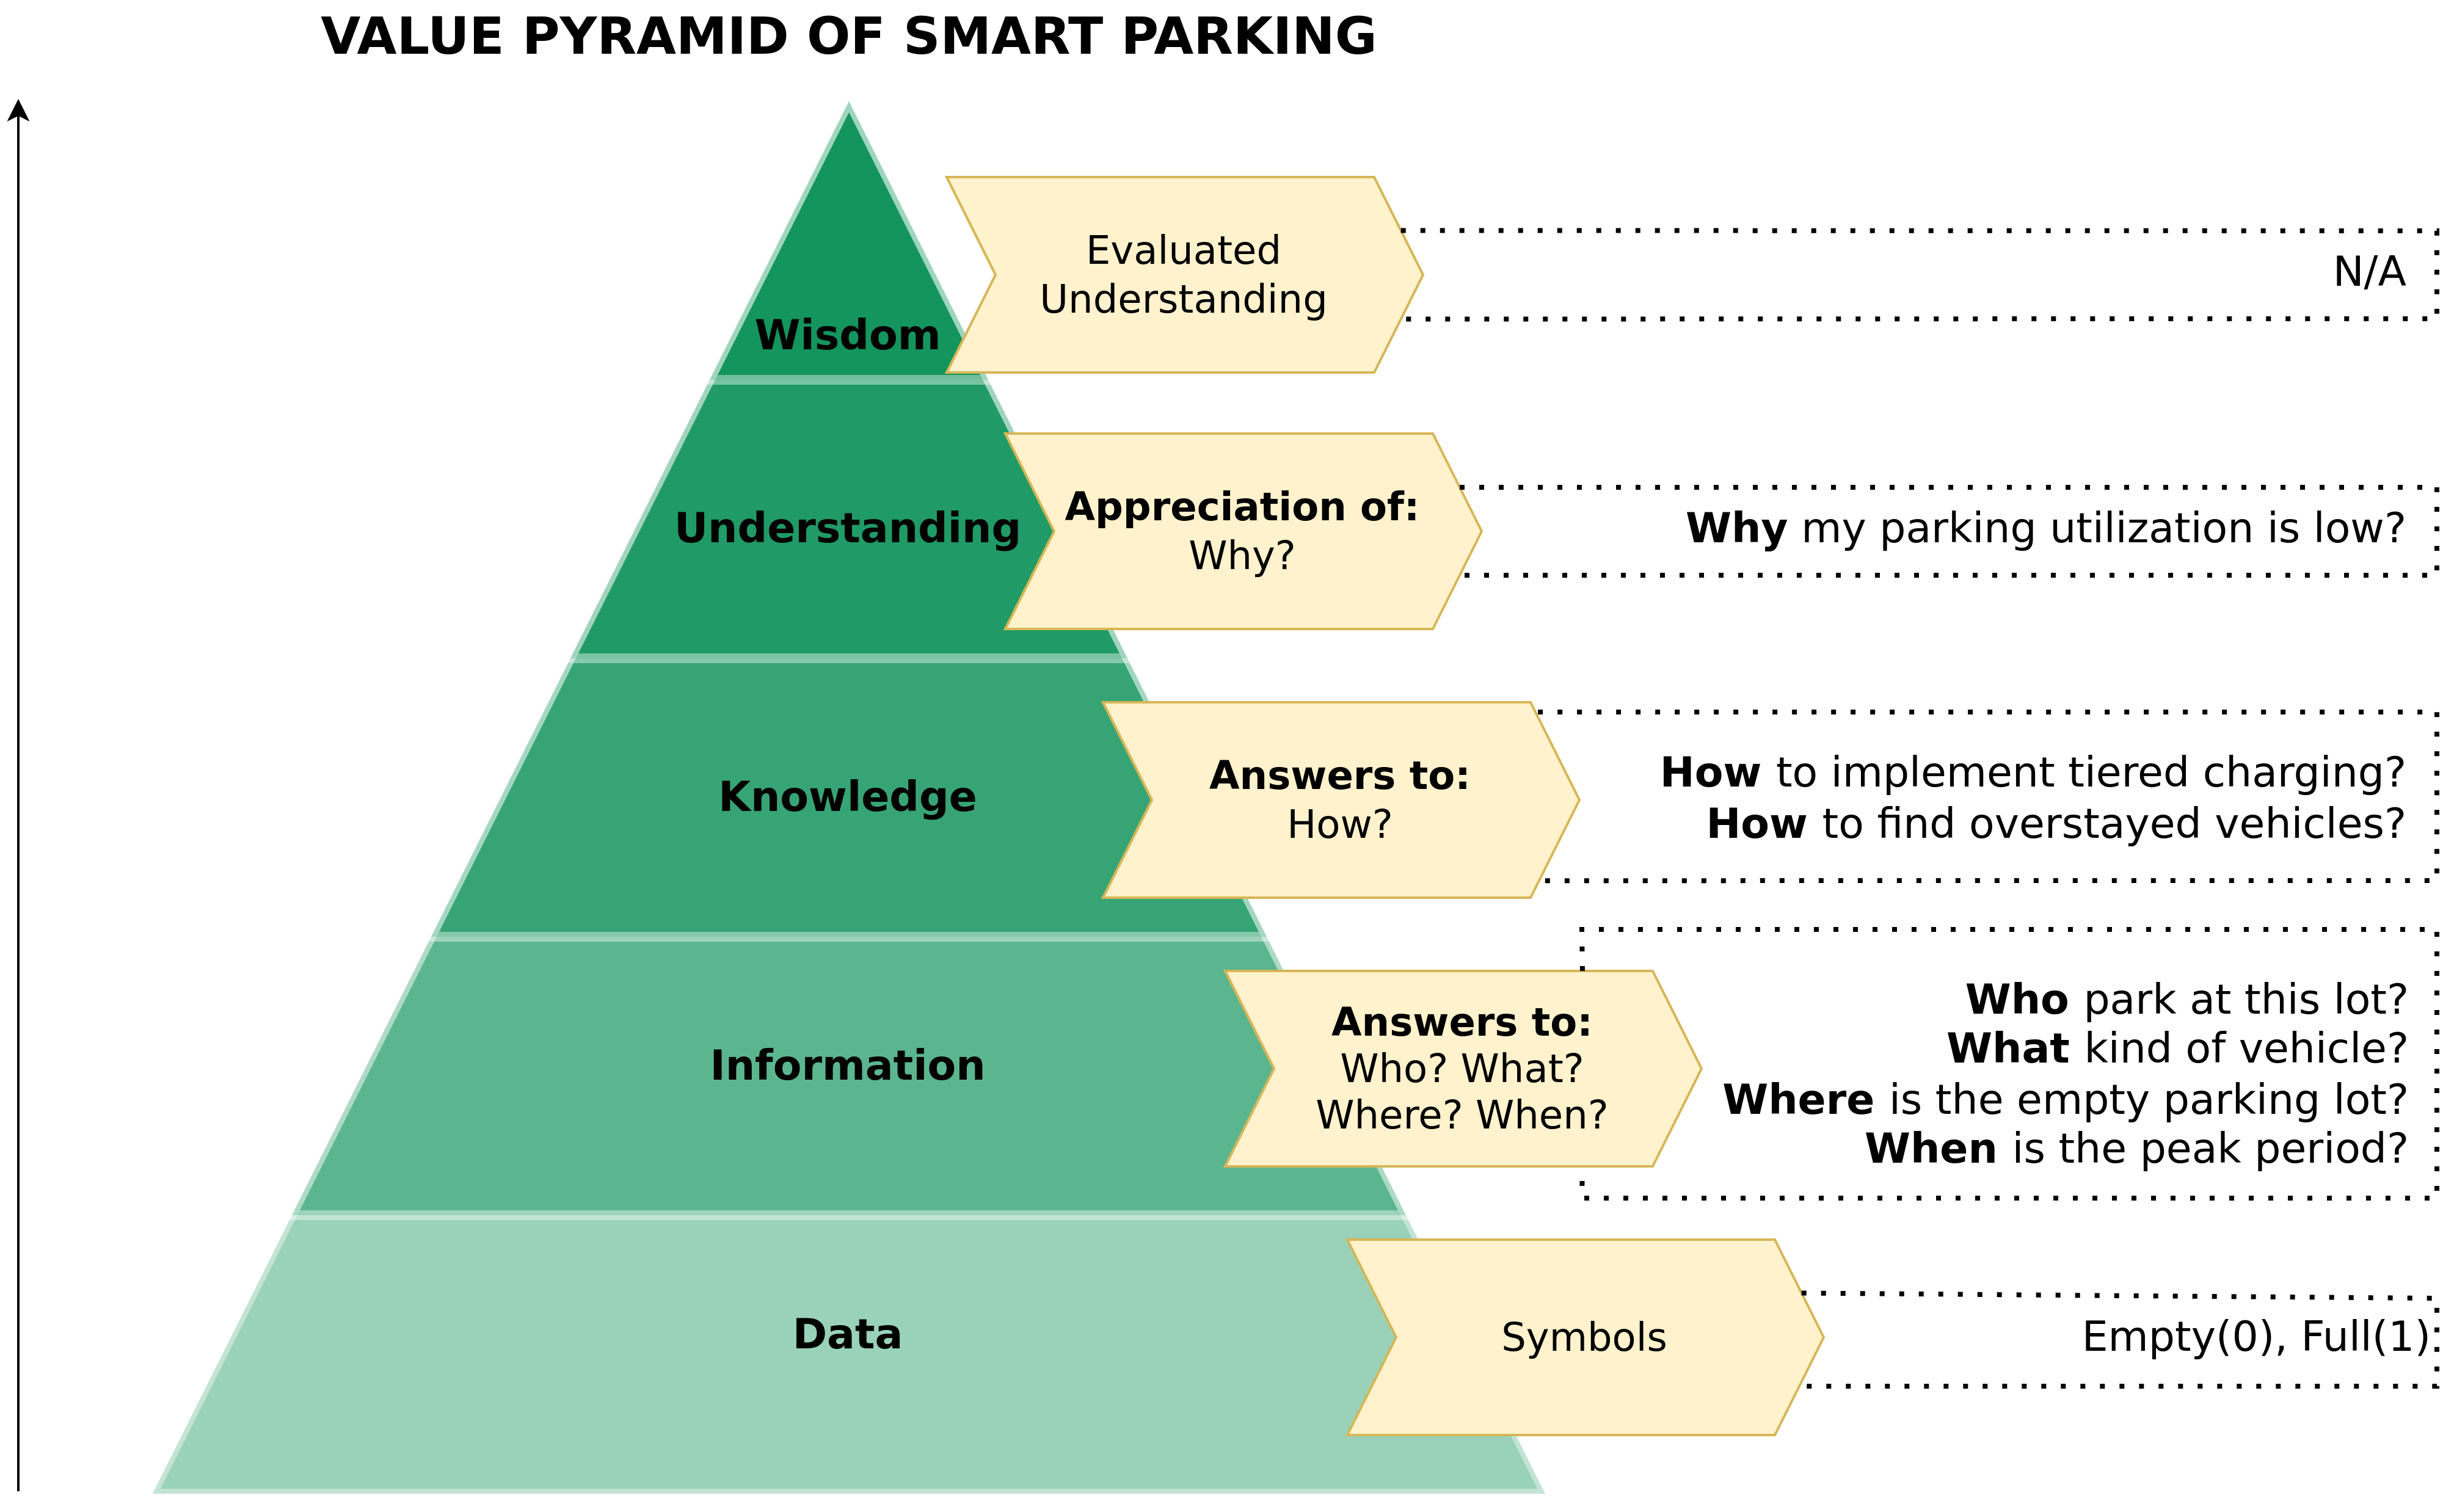 VALUE PYRAMID OF SMART PARKING
Wisdom
Evaluated
Understanding
N/A
Understanding
Appreciation of:
Why?
Why my parking utilization is low?
Knowledge
Answers to:
How?
How to implement tiered charging?
How to find overstayed vehicles?
Information
Answers to:
Who? What?
Where? When?
Who park at this lot?
What kind of vehicle?
Where is the empty parking lot?
When is the peak period?
Data
Symbols
Empty(0), Full(1)